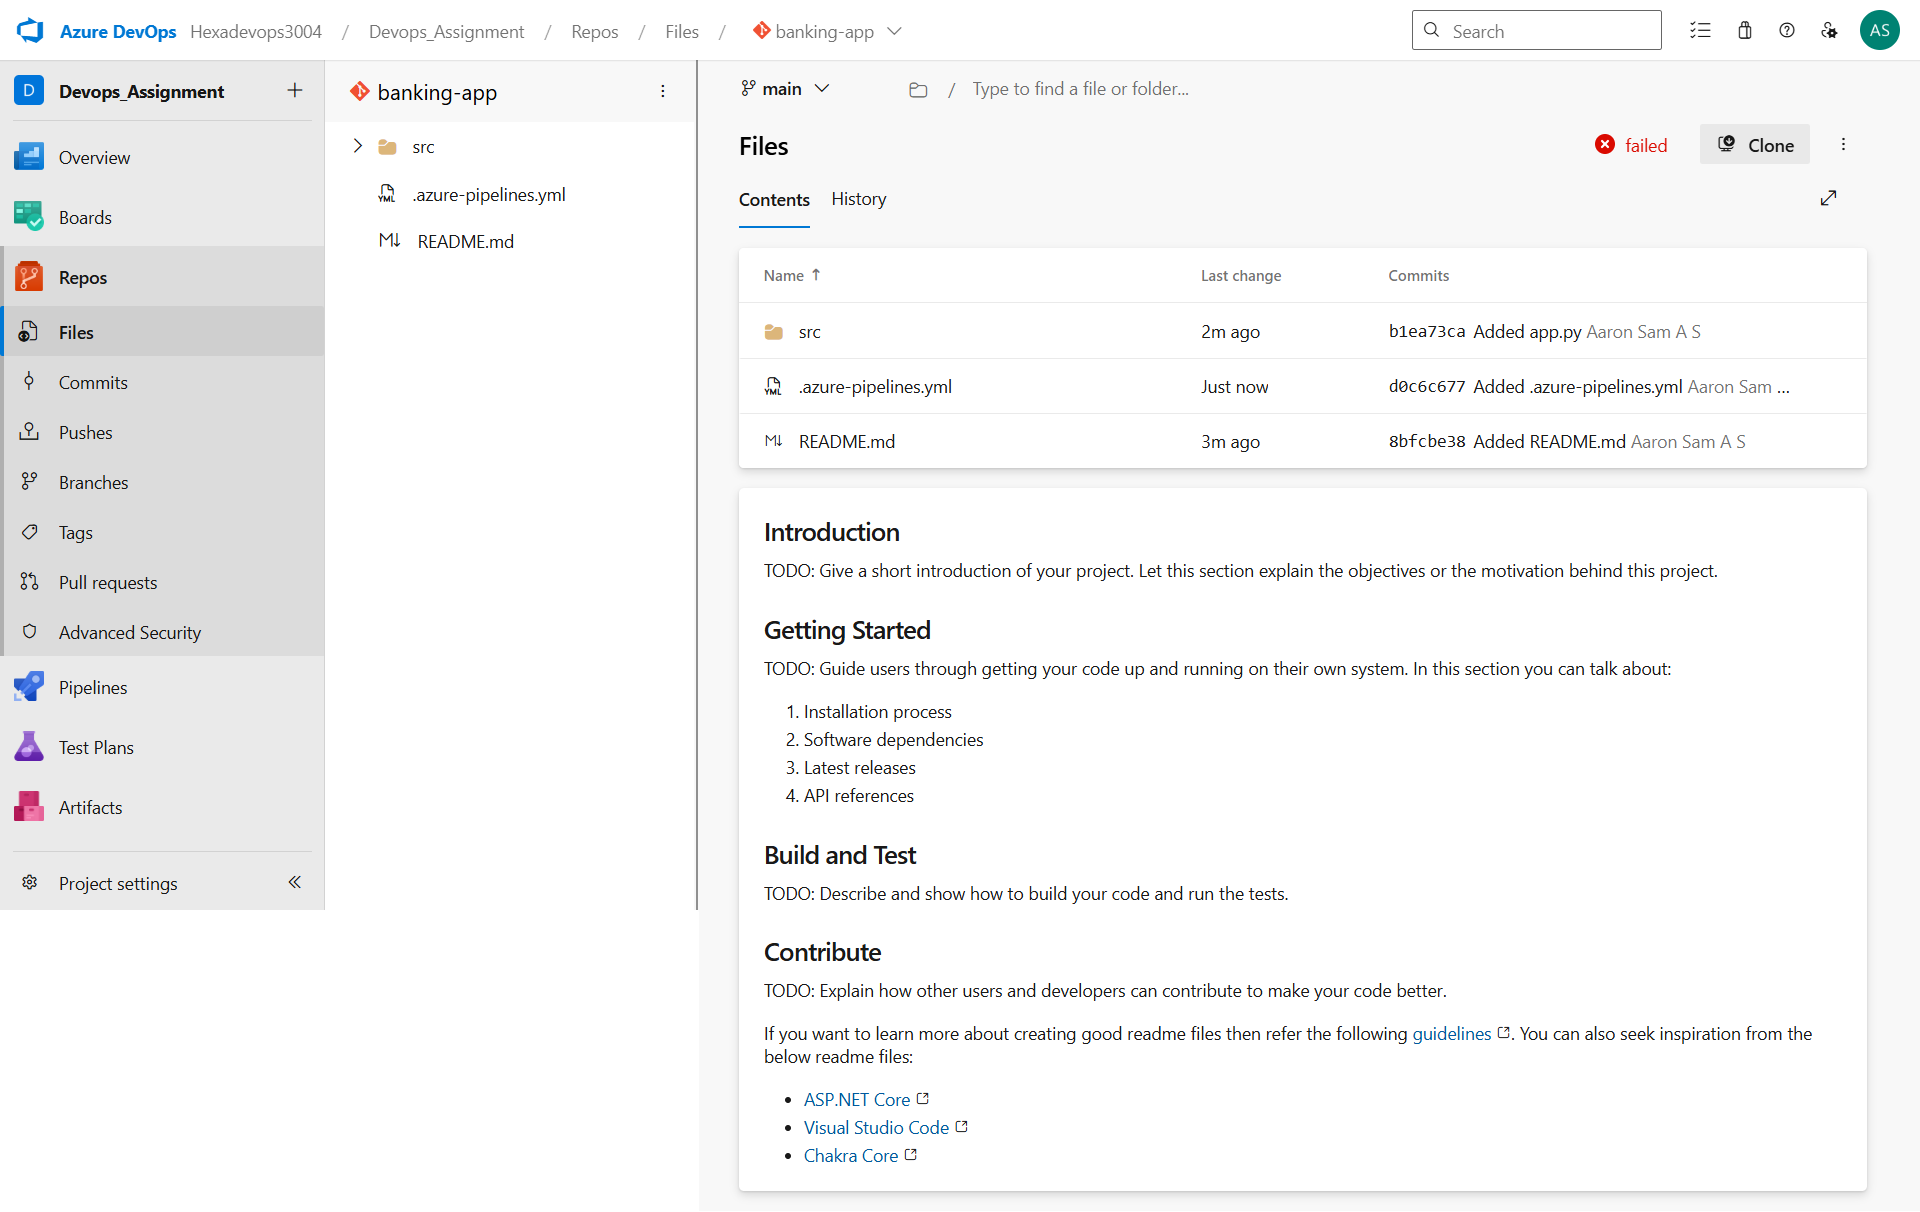 Azure DevOps Hexadevops3004 / Devops_Assignment / Repos / Files / banking-app
Search
AS
D Devops_Assignment
Overview
Boards
Repos
Files
Commits
Pushes
Branches
Tags
Pull requests
Advanced Security
Pipelines
Test Plans
Artifacts
Project settings
banking-app
src
YML .azure-pipelines.yml
M↓ README.md
main / Type to find a file or folder...
Files
failed
Clone
Contents History
Name ↑ Last change Commits
src 2m ago b1ea73ca Added app.py Aaron Sam A S
YML .azure-pipelines.yml Just now d0c6c677 Added .azure-pipelines.yml Aaron Sam ...
M↓ README.md 3m ago 8bfcbe38 Added README.md Aaron Sam A S
Introduction
TODO: Give a short introduction of your project. Let this section explain the objectives or the motivation behind this project.
Getting Started
TODO: Guide users through getting your code up and running on their own system. In this section you can talk about:
1. Installation process
2. Software dependencies
3. Latest releases
4. API references
Build and Test
TODO: Describe and show how to build your code and run the tests.
Contribute
TODO: Explain how other users and developers can contribute to make your code better.
If you want to learn more about creating good readme files then refer the following guidelines. You can also seek inspiration from the
below readme files:
• ASP.NET Core
• Visual Studio Code
• Chakra Core